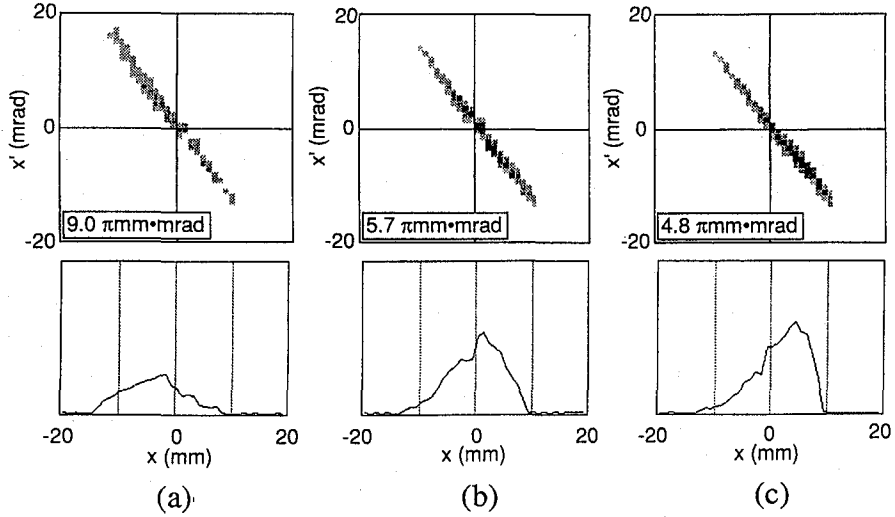 20
x' (mrad)
0
-20
9.0 πmm•mrad
20
x' (mrad)
0
-20
5.7 πmm•mrad
20
x' (mrad)
0
-20
4.8 πmm•mrad
-20 0 20
x (mm)
-20 0 20
x (mm)
-20 0 20
x (mm)
(a)
(b)
(c)